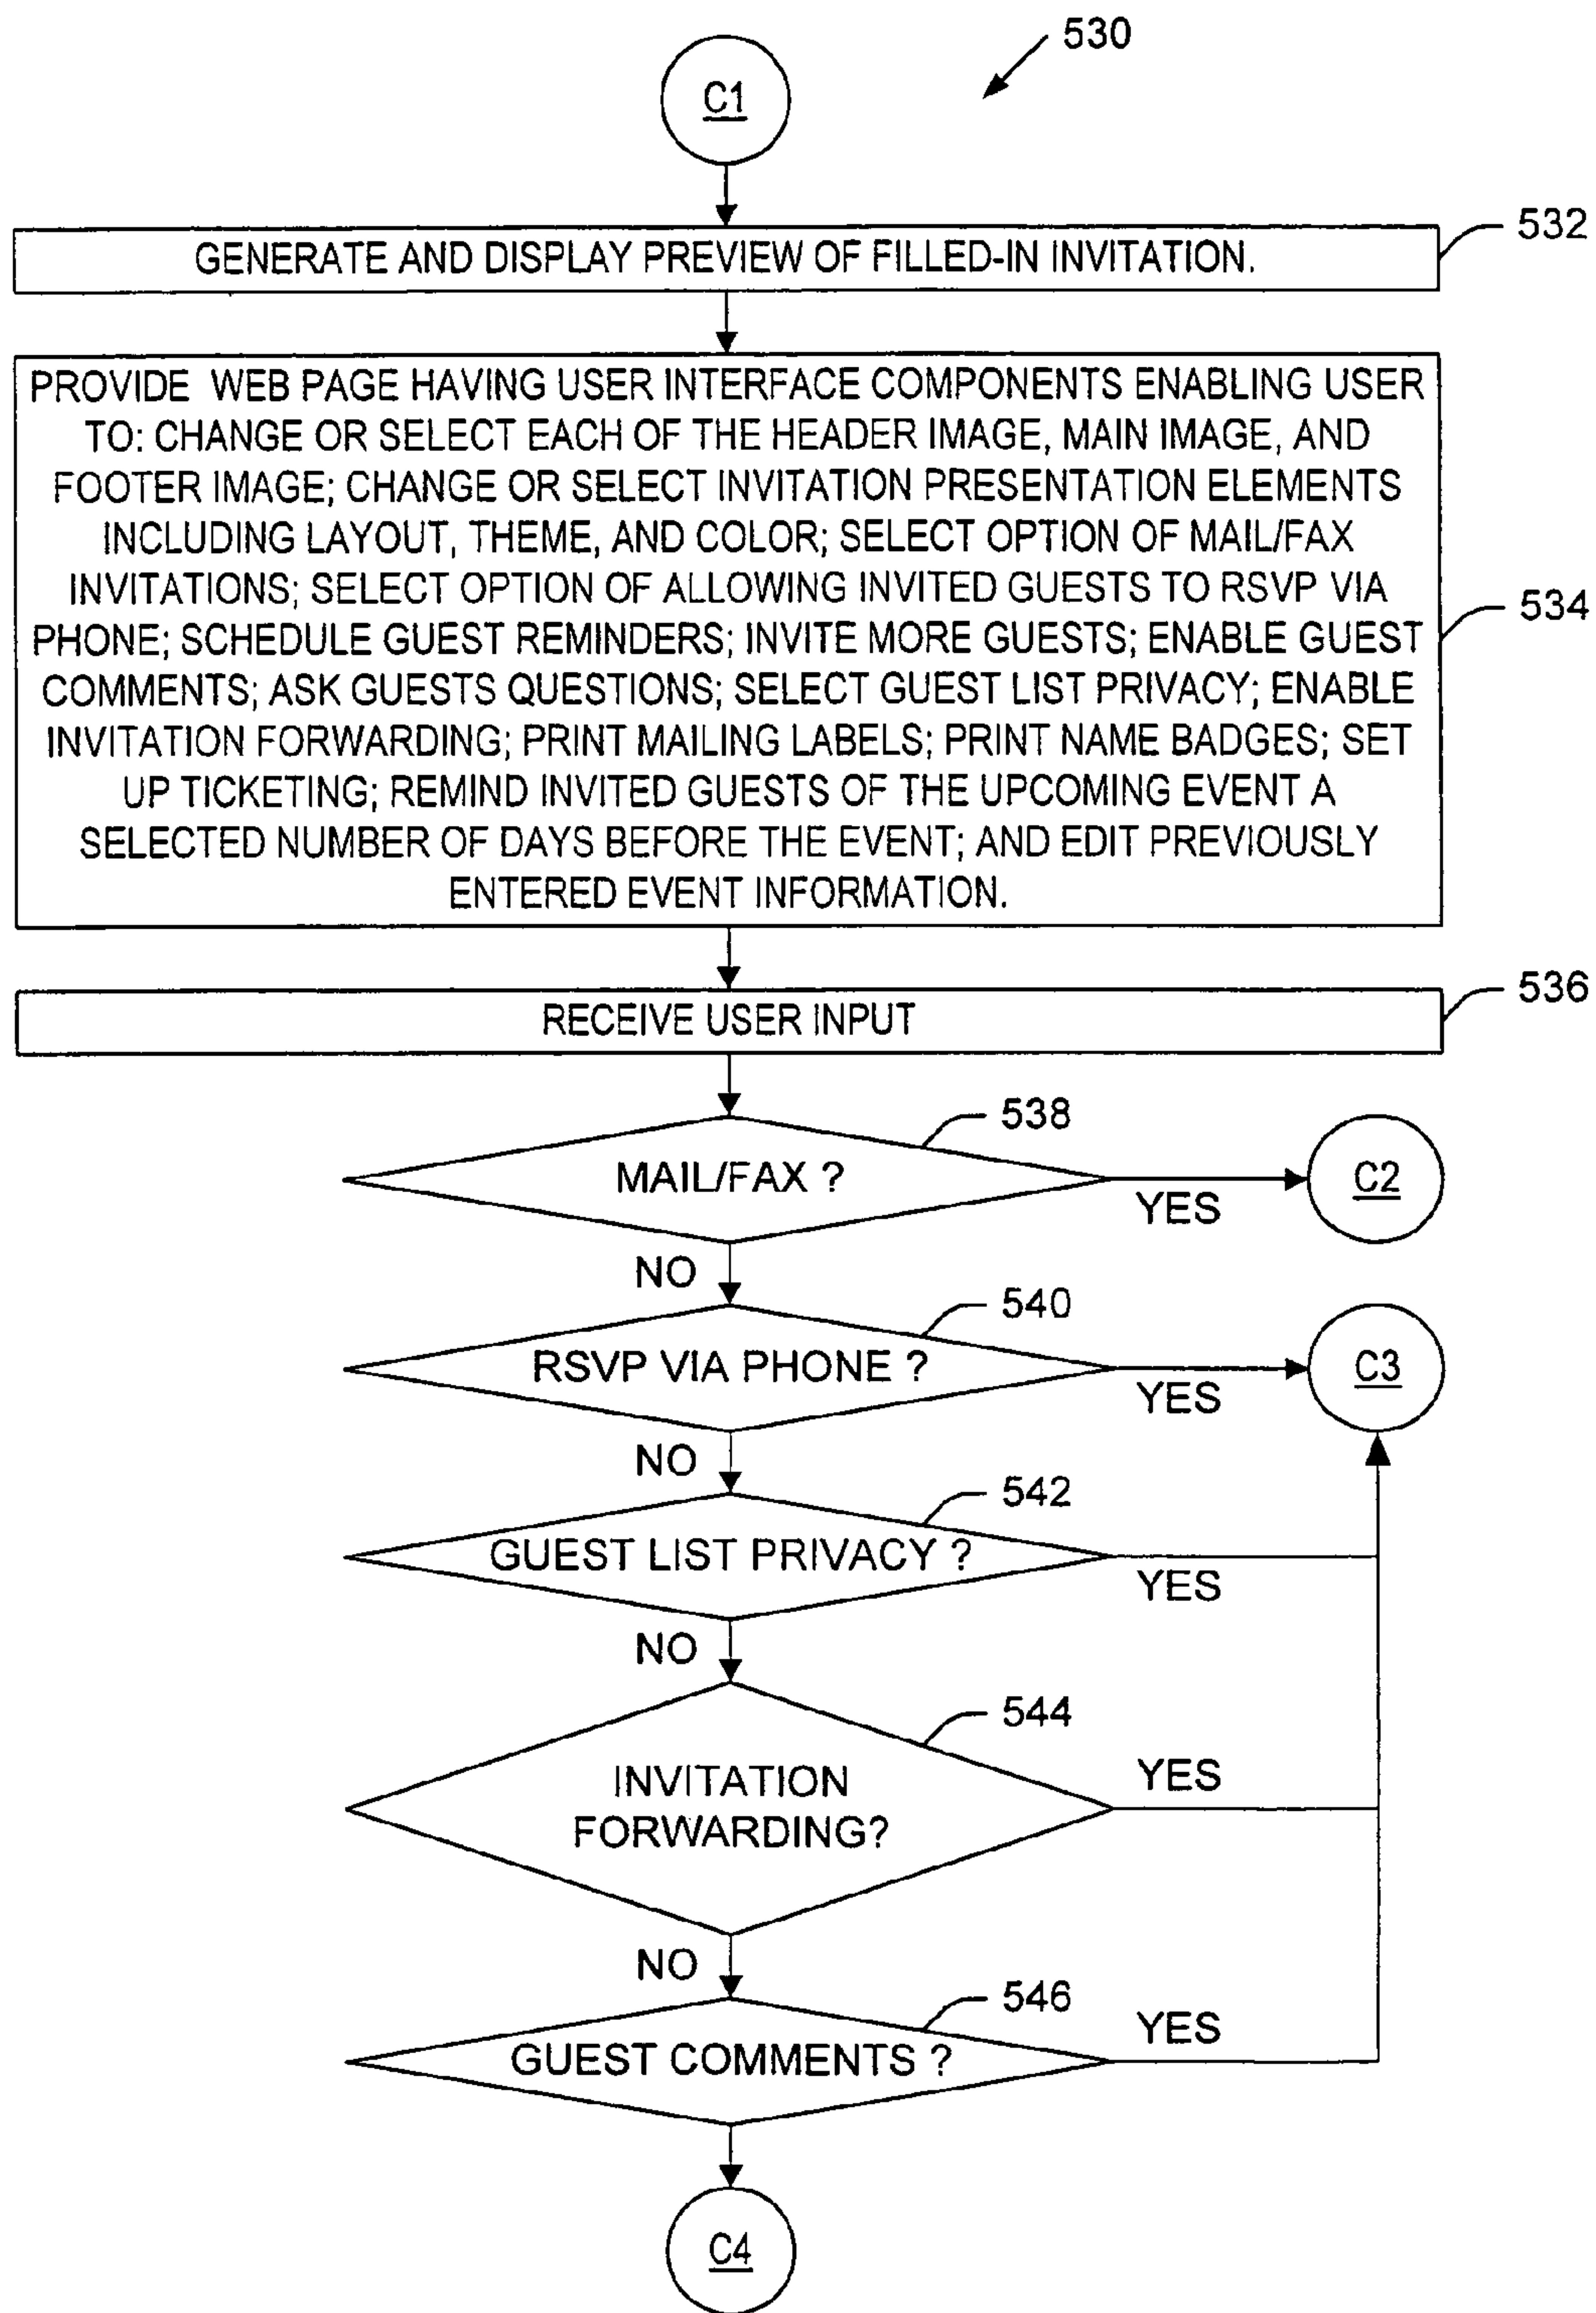 530
C1
532
GENERATE AND DISPLAY PREVIEW OF FILLED-IN INVITATION.
PROVIDE WEB PAGE HAVING USER INTERFACE COMPONENTS ENABLING USER
TO: CHANGE OR SELECT EACH OF THE HEADER IMAGE, MAIN IMAGE, AND
FOOTER IMAGE; CHANGE OR SELECT INVITATION PRESENTATION ELEMENTS
INCLUDING LAYOUT, THEME, AND COLOR; SELECT OPTION OF MAIL/FAX
INVITATIONS; SELECT OPTION OF ALLOWING INVITED GUESTS TO RSVP VIA
PHONE; SCHEDULE GUEST REMINDERS; INVITE MORE GUESTS; ENABLE GUEST
COMMENTS; ASK GUESTS QUESTIONS; SELECT GUEST LIST PRIVACY; ENABLE
INVITATION FORWARDING; PRINT MAILING LABELS; PRINT NAME BADGES; SET
UP TICKETING; REMIND INVITED GUESTS OF THE UPCOMING EVENT A
SELECTED NUMBER OF DAYS BEFORE THE EVENT; AND EDIT PREVIOUSLY
ENTERED EVENT INFORMATION.
534
536
RECEIVE USER INPUT
538
MAIL/FAX ?
YES
C2
NO
540
RSVP VIA PHONE ?
YES
C3
NO
542
GUEST LIST PRIVACY ?
YES
NO
544
INVITATION
FORWARDING?
YES
NO
546
GUEST COMMENTS ?
YES
C4